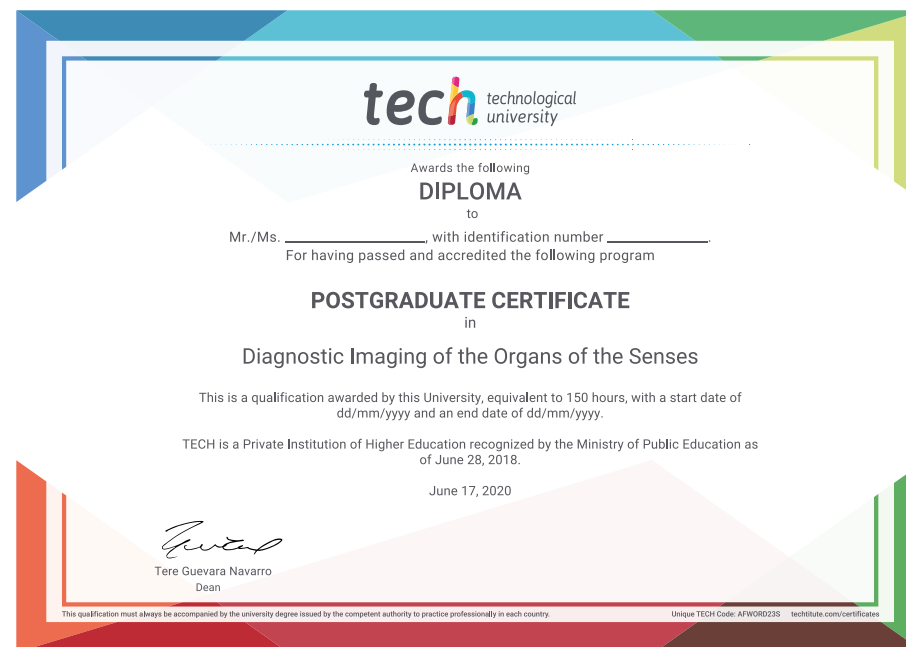 tech technological
university
Awards the following
DIPLOMA
to
Mr./Ms. ____________________, with identification number ______________.
For having passed and accredited the following program
POSTGRADUATE CERTIFICATE
in
Diagnostic Imaging of the Organs of the Senses
This is a qualification awarded by this University, equivalent to 150 hours, with a start date of
dd/mm/yyyy and an end date of dd/mm/yyyy.
TECH is a Private Institution of Higher Education recognized by the Ministry of Public Education as
of June 28, 2018.
June 17, 2020
Tere Guevara Navarro
Dean
This qualification must always be accompanied by the university degree issued by the competent authority to practice professionally in each country. Unique TECH Code: AFWORD23S techtitute.com/certificates